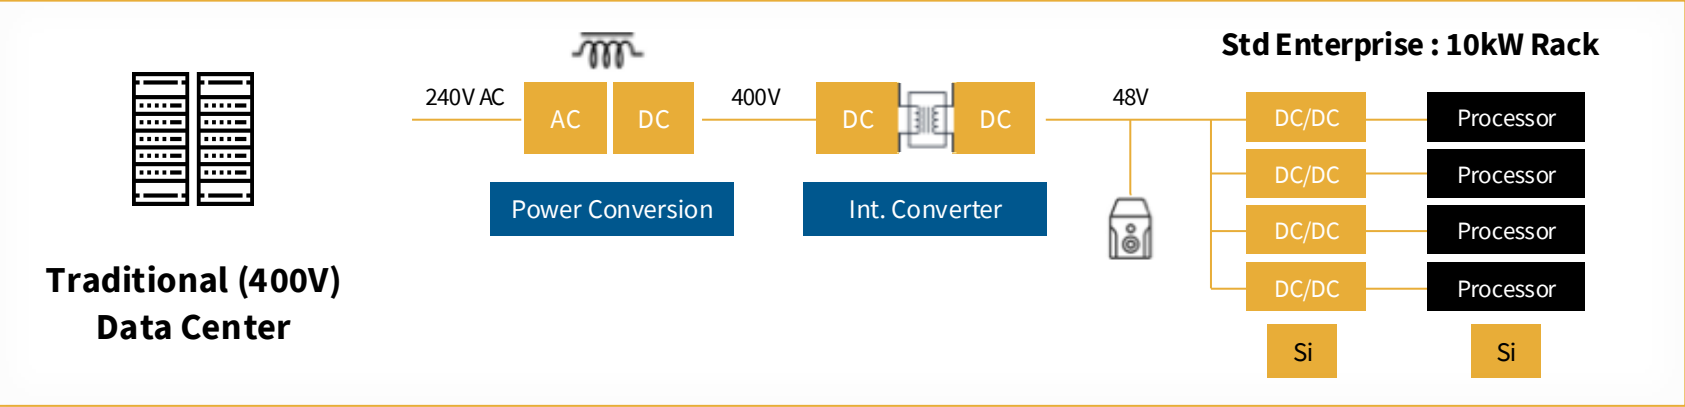 Std Enterprise : 10kW Rack
240V AC
AC
DC
400V
DC
DC
48V
DC/DC
Processor
DC/DC
Processor
DC/DC
Processor
DC/DC
Processor
Power Conversion
Int. Converter
Si
Si
Traditional (400V)
Data Center